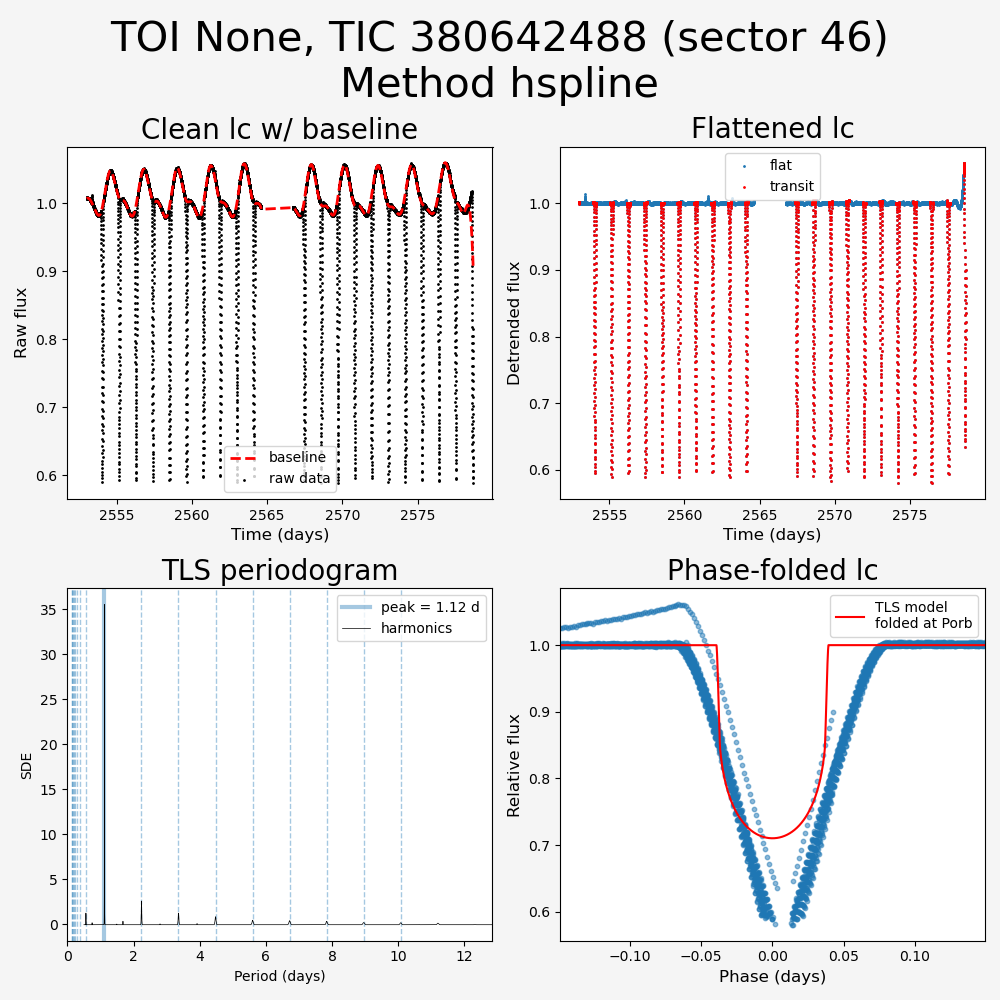 TOI None, TIC 380642488 (sector 46)
Method hspline
Clean lc w/ baseline
Raw flux
1.0
0.9
0.8
0.7
0.6
baseline
raw data
2555
2560
2565
2570
2575
Time (days)
Flattened lc
Detrended flux
1.0
0.9
0.8
0.7
0.6
flat
transit
2555
2560
2565
2570
2575
Time (days)
TLS periodogram
SDE
35
30
25
20
15
10
5
0
peak = 1.12 d
harmonics
0
2
4
6
8
10
12
Period (days)
Phase-folded lc
Relative flux
1.0
0.9
0.8
0.7
0.6
TLS model
folded at Porb
−0.10
−0.05
0.00
0.05
0.10
Phase (days)